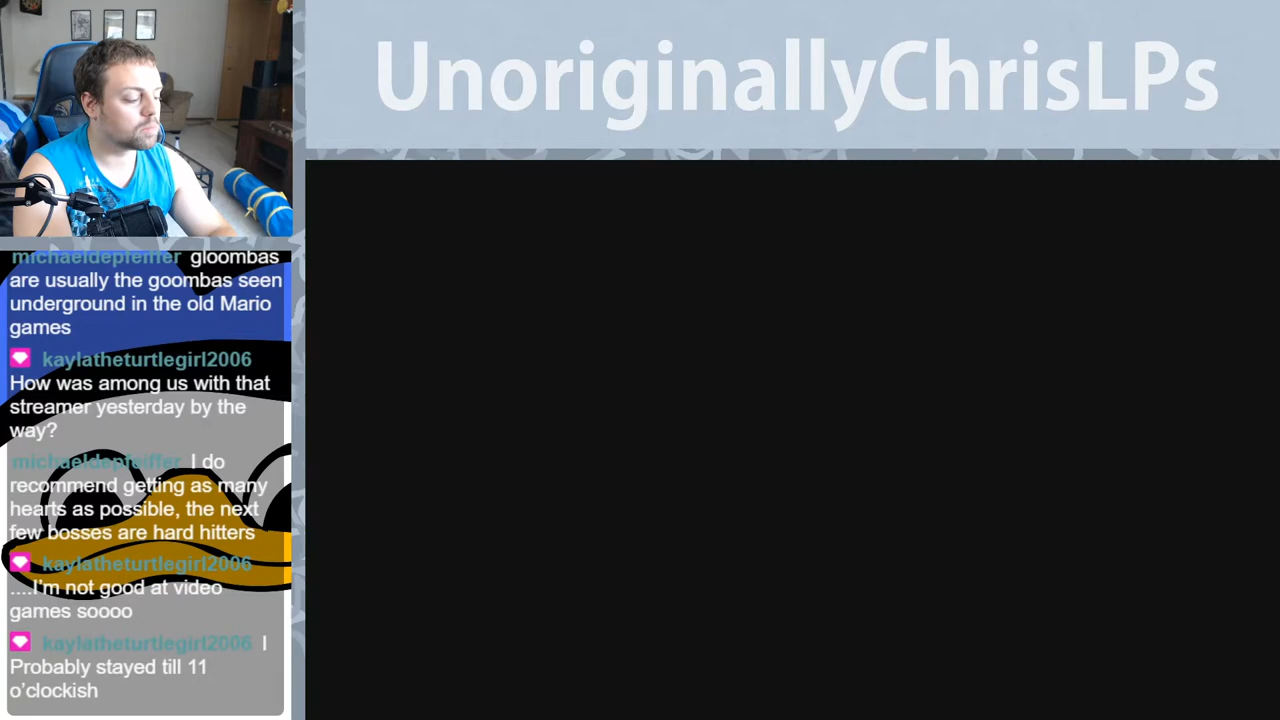 UnoriginallyChrisLPs
michaeldepfeiffer gloombas
are usually the goombas seen
underground in the old Mario
games
kaylatheturtlegirl2006
How was among us with that
streamer yesterday by the
way?
michaeldepfeiffer I do
recommend getting as many
hearts as possible, the next
few bosses are hard hitters
kaylatheturtlegirl2006
....I'm not good at video
games soooo
kaylatheturtlegirl2006 I
Probably stayed till 11
o'clockish